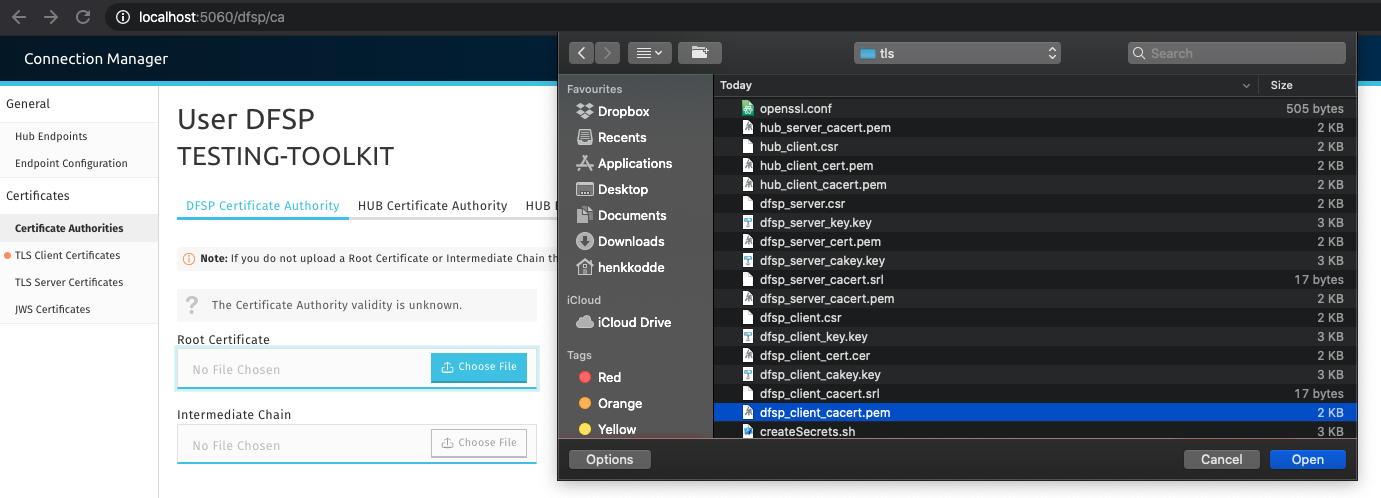 localhost:5060/dfsp/ca
Connection Manager
General
Hub Endpoints
Endpoint Configuration
Certificates
Certificate Authorities
TLS Client Certificates
TLS Server Certificates
JWS Certificates
User DFSP
TESTING-TOOLKIT
DFSP Certificate Authority HUB Certificate Authority HUB
Note: If you do not upload a Root Certificate or Intermediate Chain th
? The Certificate Authority validity is unknown.
Root Certificate
No File Chosen Choose File
Intermediate Chain
No File Chosen Choose File
tls
Search
Favourites
Dropbox
Recents
Applications
Desktop
Documents
Downloads
henkkodde
iCloud
iCloud Drive
Tags
Red
Orange
Yellow
Today Size
openssl.conf 505 bytes
hub_server_cacert.pem 2 KB
hub_client.csr 2 KB
hub_client_cert.pem 2 KB
hub_client_cacert.pem 2 KB
dfsp_server.csr 2 KB
dfsp_server_key.key 3 KB
dfsp_server_cert.pem 2 KB
dfsp_server_cakey.key 3 KB
dfsp_server_cacert.srl 17 bytes
dfsp_server_cacert.pem 2 KB
dfsp_client.csr 2 KB
dfsp_client_key.key 3 KB
dfsp_client_cert.cer 2 KB
dfsp_client_cakey.key 3 KB
dfsp_client_cacert.srl 17 bytes
dfsp_client_cacert.pem 2 KB
createSecrets.sh 3 KB
Options Cancel Open